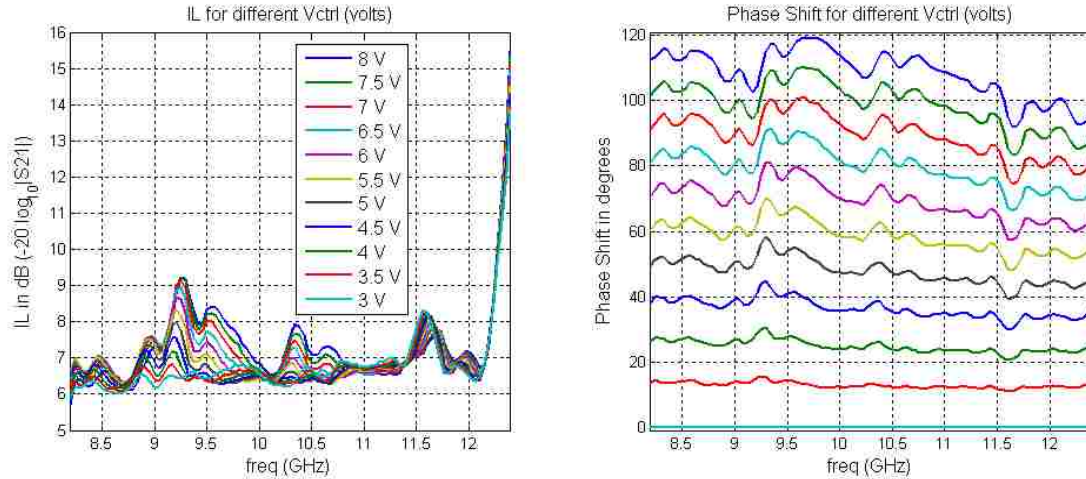 IL for different Vctrl (volts)
16
15
14
13
12
11
10
9
8
7
6
5
IL in dB (-20 log10|S21|)
8.5 9 9.5 10 10.5 11 11.5 12
freq (GHz)
8 V
7.5 V
7 V
6.5 V
6 V
5.5 V
5 V
4.5 V
4 V
3.5 V
3 V
Phase Shift for different Vctrl (volts)
120
100
80
60
40
20
0
Phase Shift in degrees
8.5 9 9.5 10 10.5 11 11.5 12
freq (GHz)